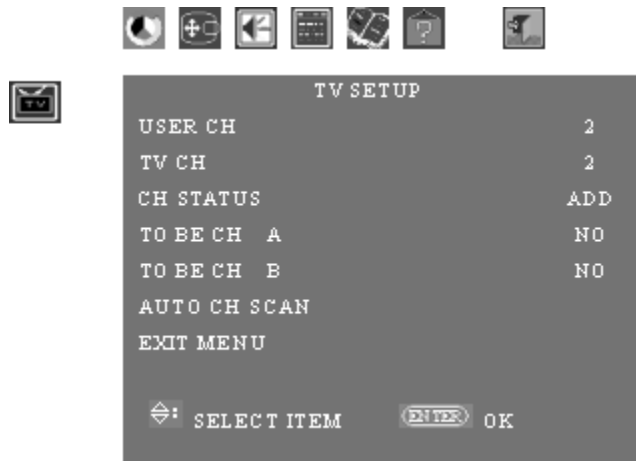 TV
TV SETUP
USER CH 2
TV CH 2
CH STATUS ADD
TO BE CH A NO
TO BE CH B NO
AUTO CH SCAN
EXIT MENU
: SELECT ITEM ENTER OK